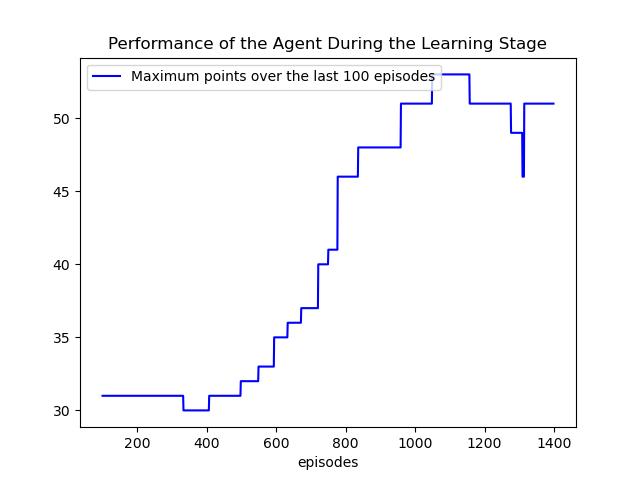 Performance of the Agent During the Learning Stage
Maximum points over the last 100 episodes
50
45
40
35
30
200 400 600 800 1000 1200 1400
episodes